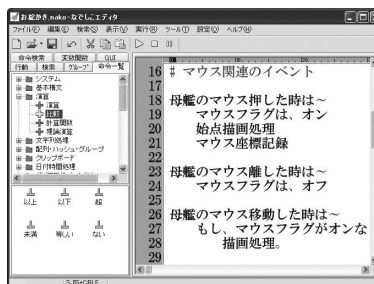 お絵かき.nako-なでしこエディタ
ファイル(F) 編集(E) 検索(S) 表示(V) 実行(R) ツール(T) 設定(V) ヘルプ(H)
命令検索 変数関数 GUI
行動 検索 グループ 命令一覧
システム
基本構文
演算
演算
比較
計算関数
論理演算
文字列処理
配列・ハッシュ・グループ
クリップボード
日付時間処理
以上 以下 超
未満 等しい ない
16 # マウス関連のイベント
17
18 母艦のマウス押した時は~
19 マウスフラグは、オン
20 始点描画処理
21 マウス座標記録
22
23 母艦のマウス離した時は~
24 マウスフラグは、オフ
25
26 母艦のマウス移動した時は~
27 もし、マウスフラグがオンな
28 描画処理。
29